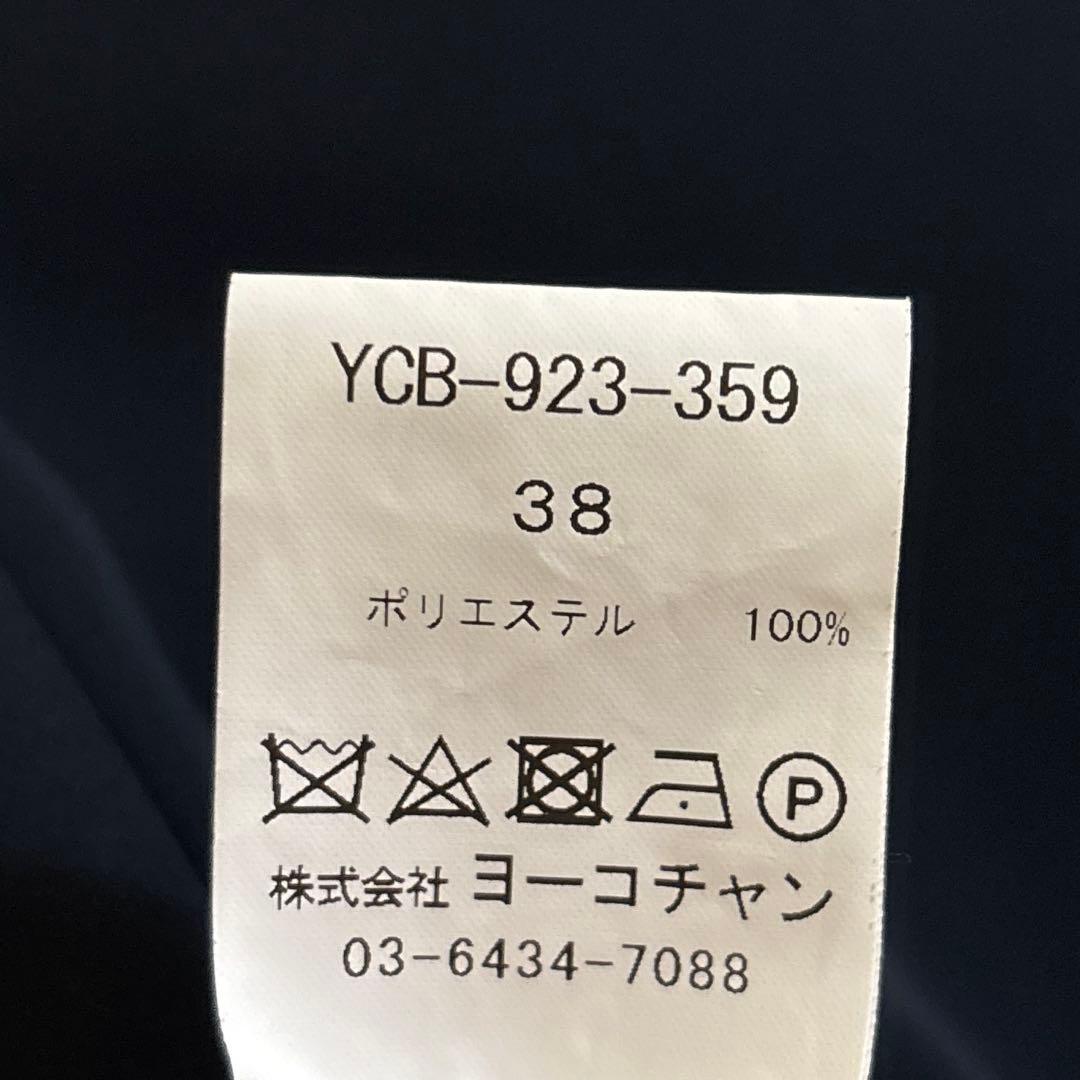 YCB-923-359
38
ポリエステル 100%
P
株式会社 ヨーコチャン
03-6434-7088